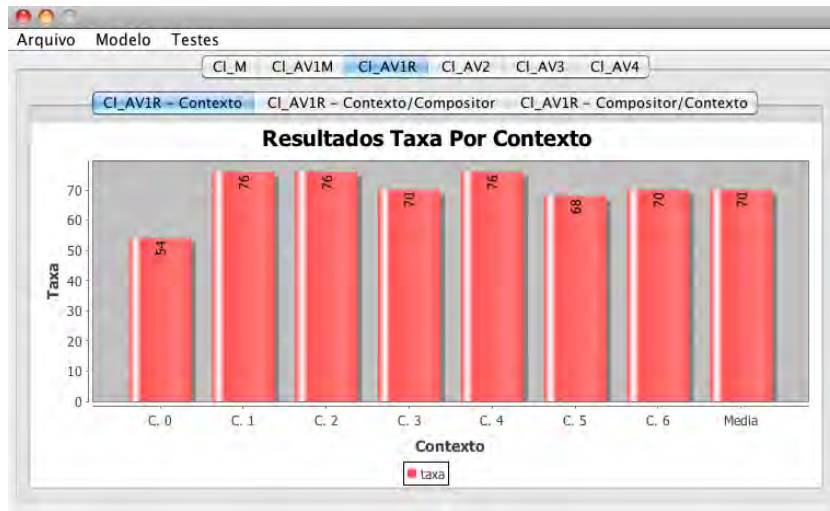 Arquivo Modelo Testes
Cl_M Cl_AV1M Cl_AV1R Cl_AV2 Cl_AV3 Cl_AV4
Cl_AV1R – Contexto Cl_AV1R – Contexto/Compositor Cl_AV1R – Compositor/Contexto
Resultados Taxa Por Contexto
Taxa
70
60
50
40
30
20
10
0
54 76 76 70 76 68 70 70
C. 0 C. 1 C. 2 C. 3 C. 4 C. 5 C. 6 Media
Contexto
taxa